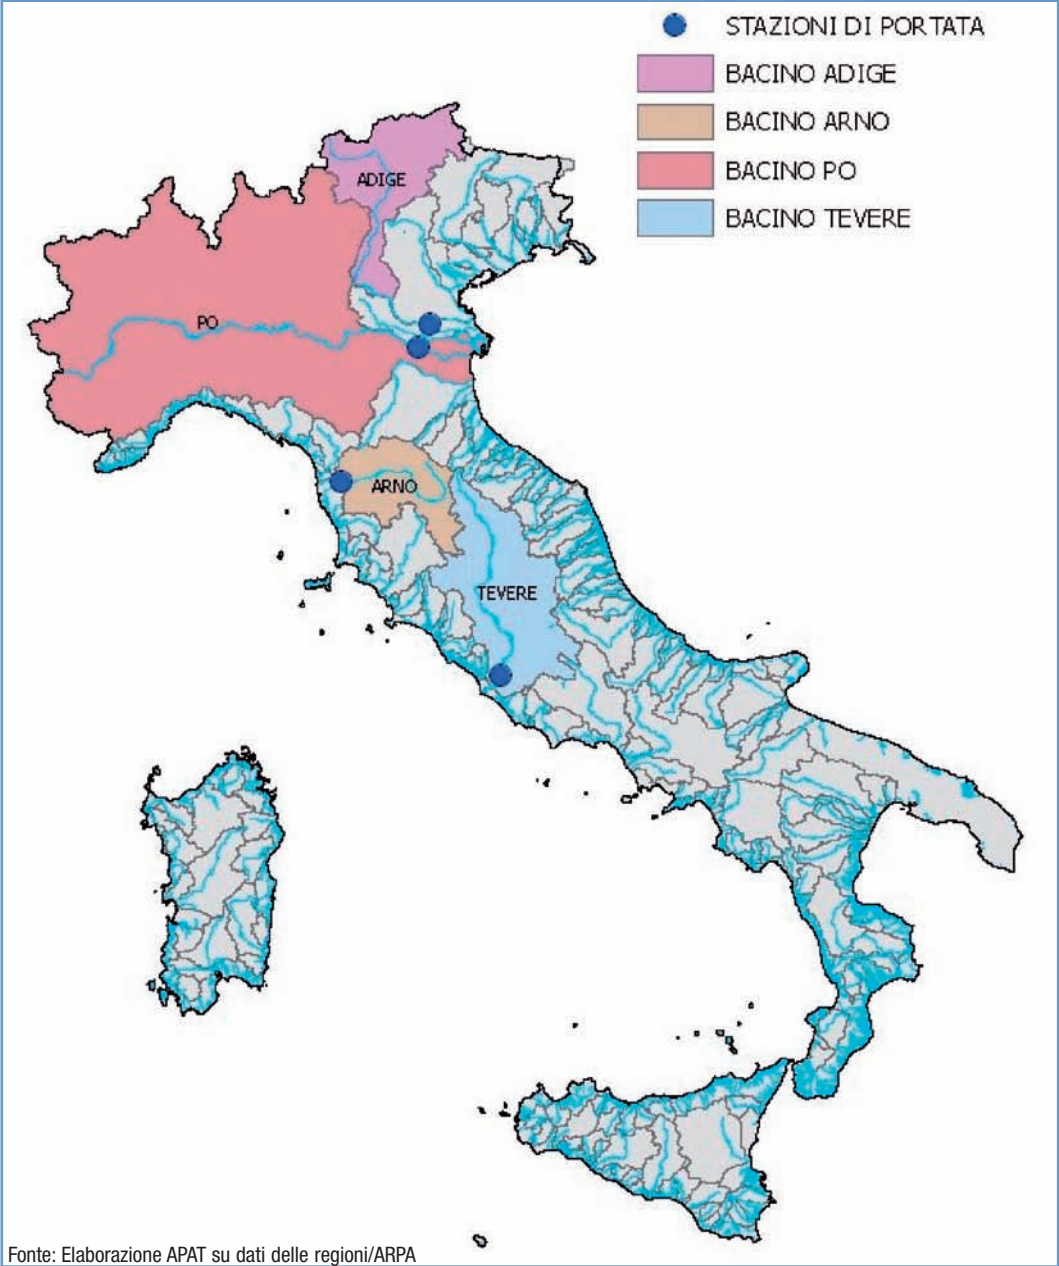 STAZIONI DI PORTATA
BACINO ADIGE
BACINO ARNO
BACINO PO
BACINO TEVERE
ADIGE
PO
ARNO
TEVERE
Fonte: Elaborazione APAT su dati delle regioni/ARPA